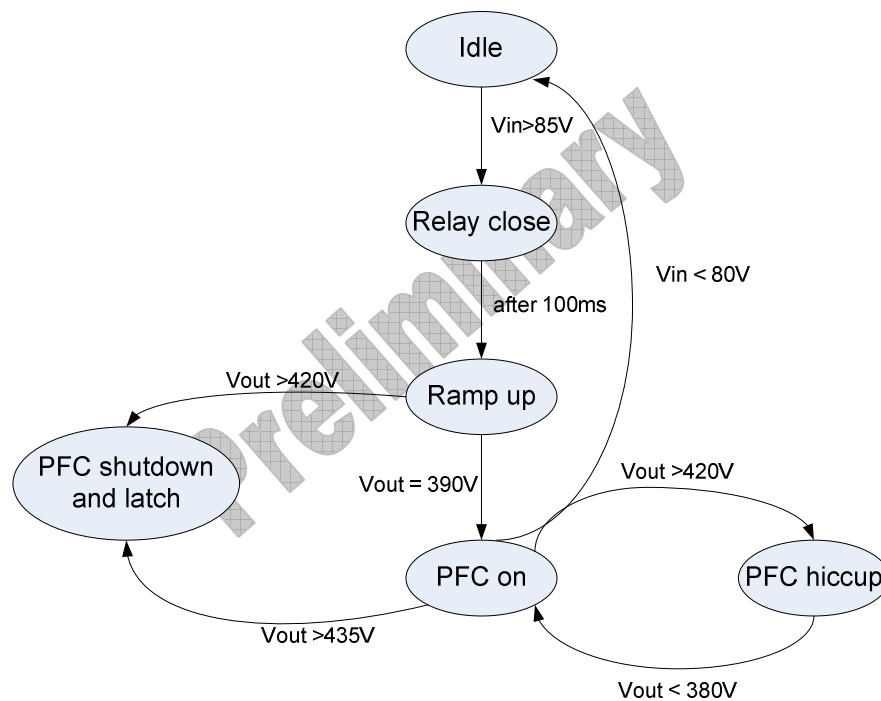 Idle
Vin>85V
Relay close
Vin < 80V
after 100ms
Vout >420V
Ramp up
PFC shutdown
and latch
Vout = 390V
Vout >420V
PFC on
PFC hiccup
Vout >435V
Vout < 380V
Preliminary